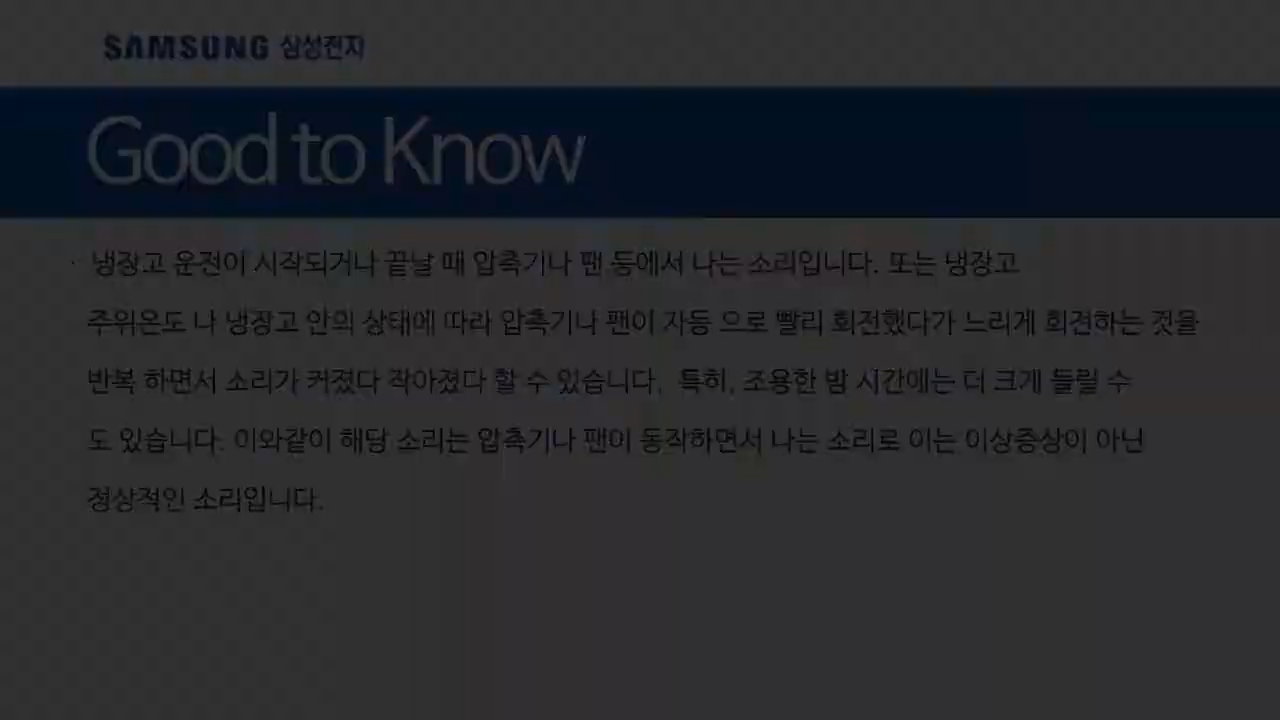 SAMSUNG 삼성전자
Good to Know
· 냉장고 운전이 시작되거나 끝날 때 압축기나 팬 등에서 나는 소리입니다. 또는 냉장고
주위온도 나 냉장고 안의 상태에 따라 압축기나 팬이 자동 으로 빨리 회전했다가 느리게 회전하는 것을
반복 하면서 소리가 커졌다 작아졌다 할 수 있습니다. 특히, 조용한 밤 시간에는 더 크게 들릴 수
도 있습니다. 이와같이 해당 소리는 압축기나 팬이 동작하면서 나는 소리로 이는 이상증상이 아닌
정상적인 소리입니다.